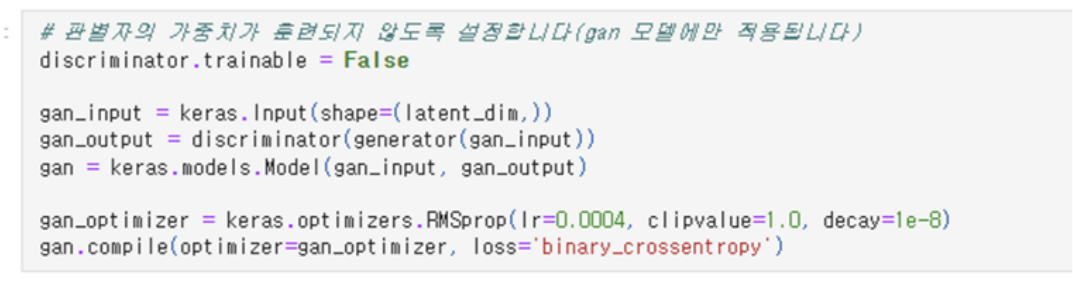 :
# 판별자의 가중치가 훈련되지 않도록 설정합니다(gan 모델에만 적용됩니다)
discriminator.trainable = False
gan_input = keras.Input(shape=(latent_dim,))
gan_output = discriminator(generator(gan_input))
gan = keras.models.Model(gan_input, gan_output)
gan_optimizer = keras.optimizers.RMSprop(lr=0.0004, clipvalue=1.0, decay=1e-8)
gan.compile(optimizer=gan_optimizer, loss='binary_crossentropy')